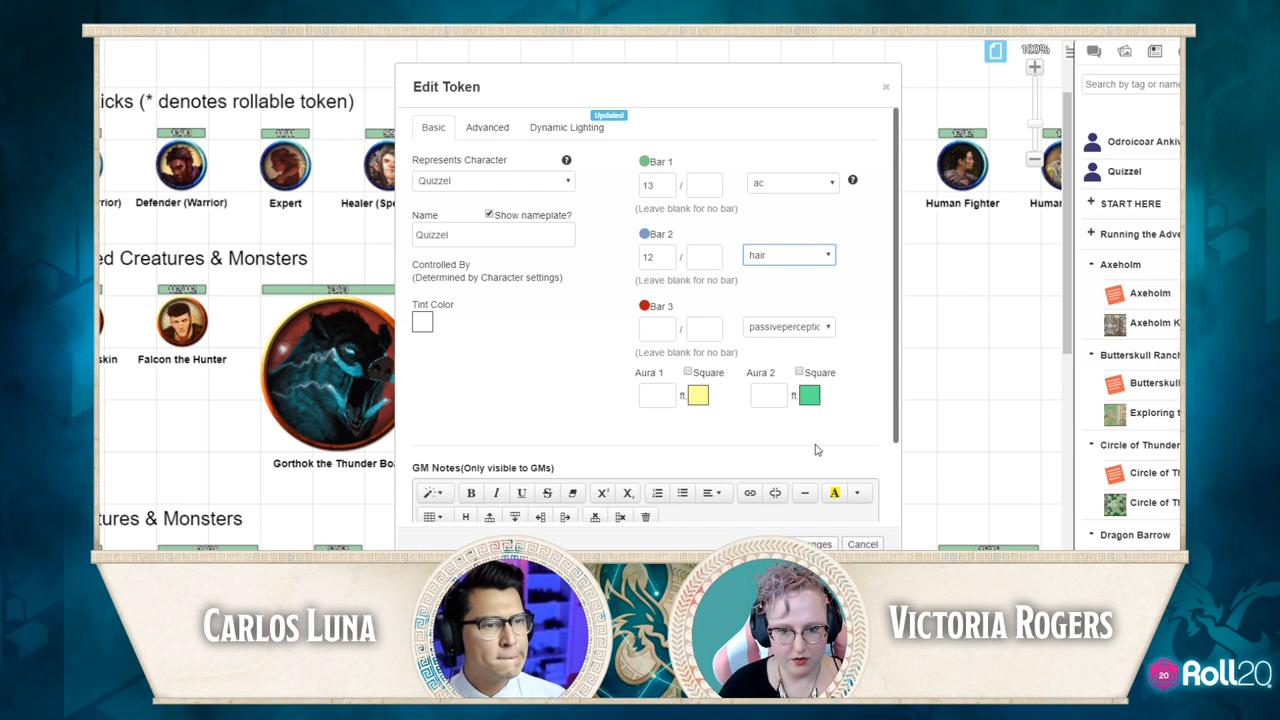 icks (* denotes rollable token)
Defender (Warrior)
Expert
Healer (Spe
Human Fighter
Human
ed Creatures & Monsters
Falcon the Hunter
Gorthok the Thunder Boa
tures & Monsters
Edit Token
×
Basic
Advanced
Dynamic Lighting
Updated
Represents Character
Quizzel
Name
Show nameplate?
Quizzel
Controlled By
(Determined by Character settings)
Tint Color
Bar 1
13 /
ac
(Leave blank for no bar)
Bar 2
12 /
hair
(Leave blank for no bar)
Bar 3
/
passiveperceptic
(Leave blank for no bar)
Aura 1
Square
Aura 2
Square
ft.
ft.
GM Notes(Only visible to GMs)
B I U S
H
A
Cancel
100%
Search by tag or name
Odroicoar Ankiv
Quizzel
+ START HERE
+ Running the Adve
- Axeholm
Axeholm
Axeholm K
- Butterskull Ranch
Butterskul
Exploring t
- Circle of Thunder
Circle of Th
Circle of Th
- Dragon Barrow
CARLOS LUNA
VICTORIA ROGERS
20
Roll20